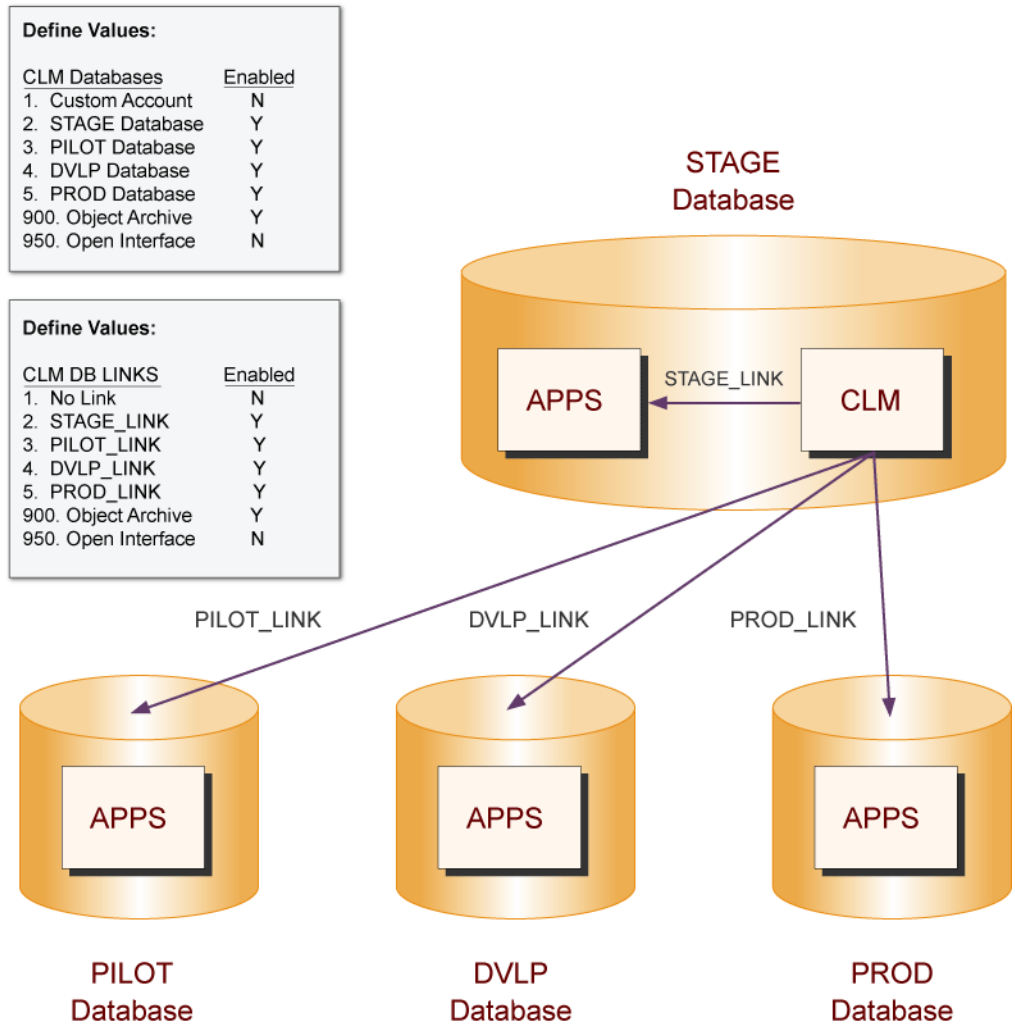 Define Values:
CLM Databases Enabled
1. Custom Account N
2. STAGE Database Y
3. PILOT Database Y
4. DVLP Database Y
5. PROD Database Y
900. Object Archive Y
950. Open Interface N
Define Values:
CLM DB LINKS Enabled
1. No Link N
2. STAGE_LINK Y
3. PILOT_LINK Y
4. DVLP_LINK Y
5. PROD_LINK Y
900. Object Archive Y
950. Open Interface N
STAGE
Database
APPS
STAGE_LINK
CLM
PILOT_LINK
DVLP_LINK
PROD_LINK
APPS
APPS
APPS
PILOT
Database
DVLP
Database
PROD
Database